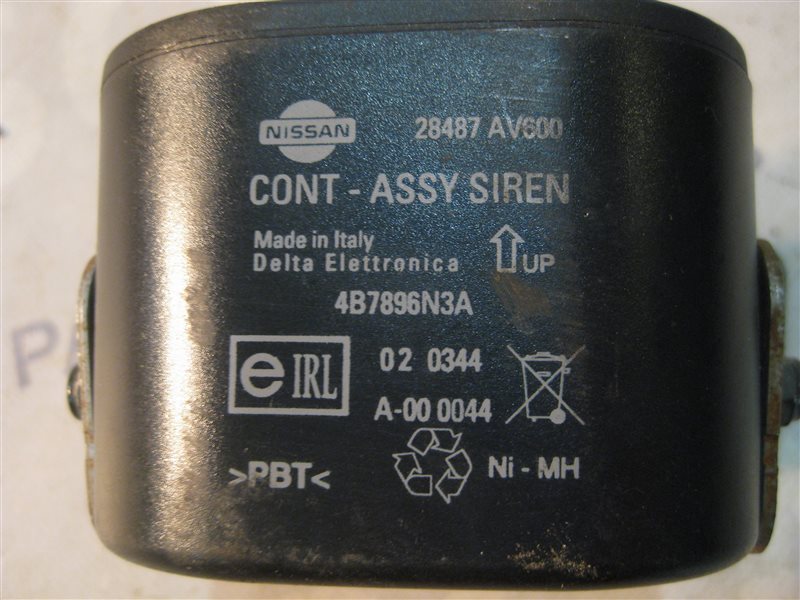 NISSAN 28487 AV600
CONT - ASSY SIREN
Made in Italy
Delta Elettronica UP
4B7896N3A
e IRL 02 0344
A-00 0044
>PBT< Ni - MH